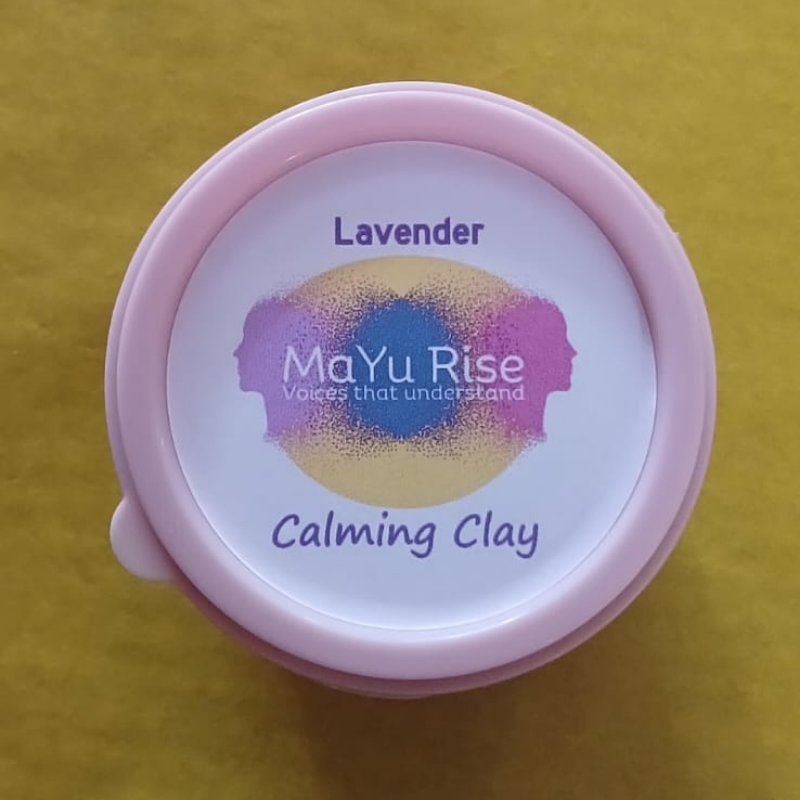 Lavender
MaYu Rise
Voices that understand
Calming Clay